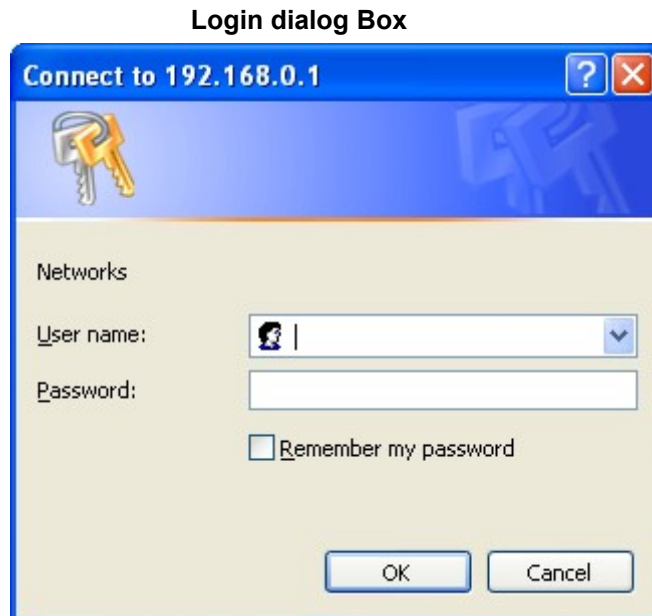 Login dialog Box
Connect to 192.168.0.1
Networks
User name:
Password:
Remember my password
OK Cancel